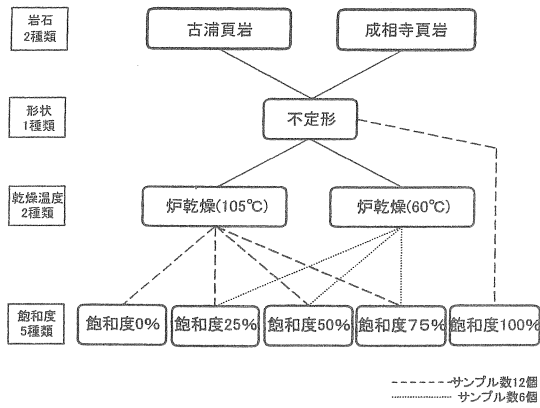 岩石
2種類
古浦頁岩
成相寺頁岩
形状
1種類
不定形
乾燥温度
2種類
炉乾燥(105℃)
炉乾燥(60℃)
飽和度
5種類
飽和度0%
飽和度25%
飽和度50%
飽和度75%
飽和度100%
サンプル数12個
サンプル数6個